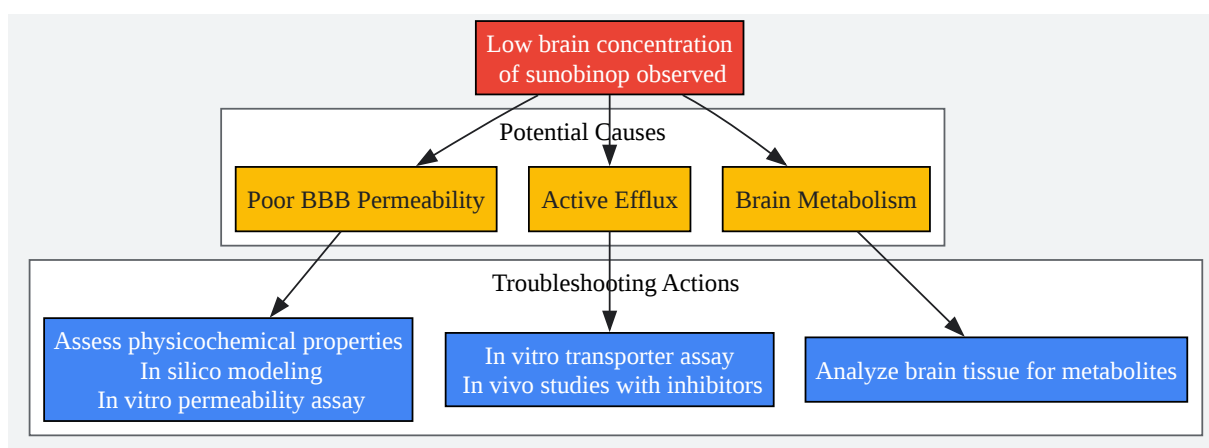 Low brain concentration
of sunobinop observed
Potential Causes
Poor BBB Permeability
Active Efflux
Brain Metabolism
Troubleshooting Actions
Assess physicochemical properties
In silico modeling
In vitro permeability assay
In vitro transporter assay
In vivo studies with inhibitors
Analyze brain tissue for metabolites